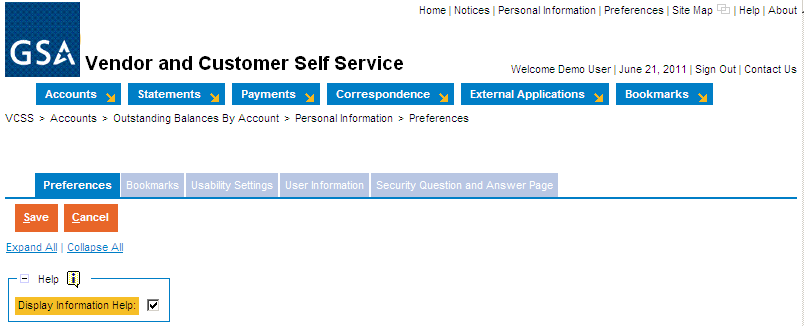 Home | Notices | Personal Information | Preferences | Site Map | Help | About
GSA
Vendor and Customer Self Service
Welcome Demo User | June 21, 2011 | Sign Out | Contact Us
Accounts Statements Payments Correspondence External Applications Bookmarks
VCSS > Accounts > Outstanding Balances By Account > Personal Information > Preferences
Preferences Bookmarks Usability Settings User Information Security Question and Answer Page
Save Cancel
Expand All | Collapse All
Help
Display Information Help: